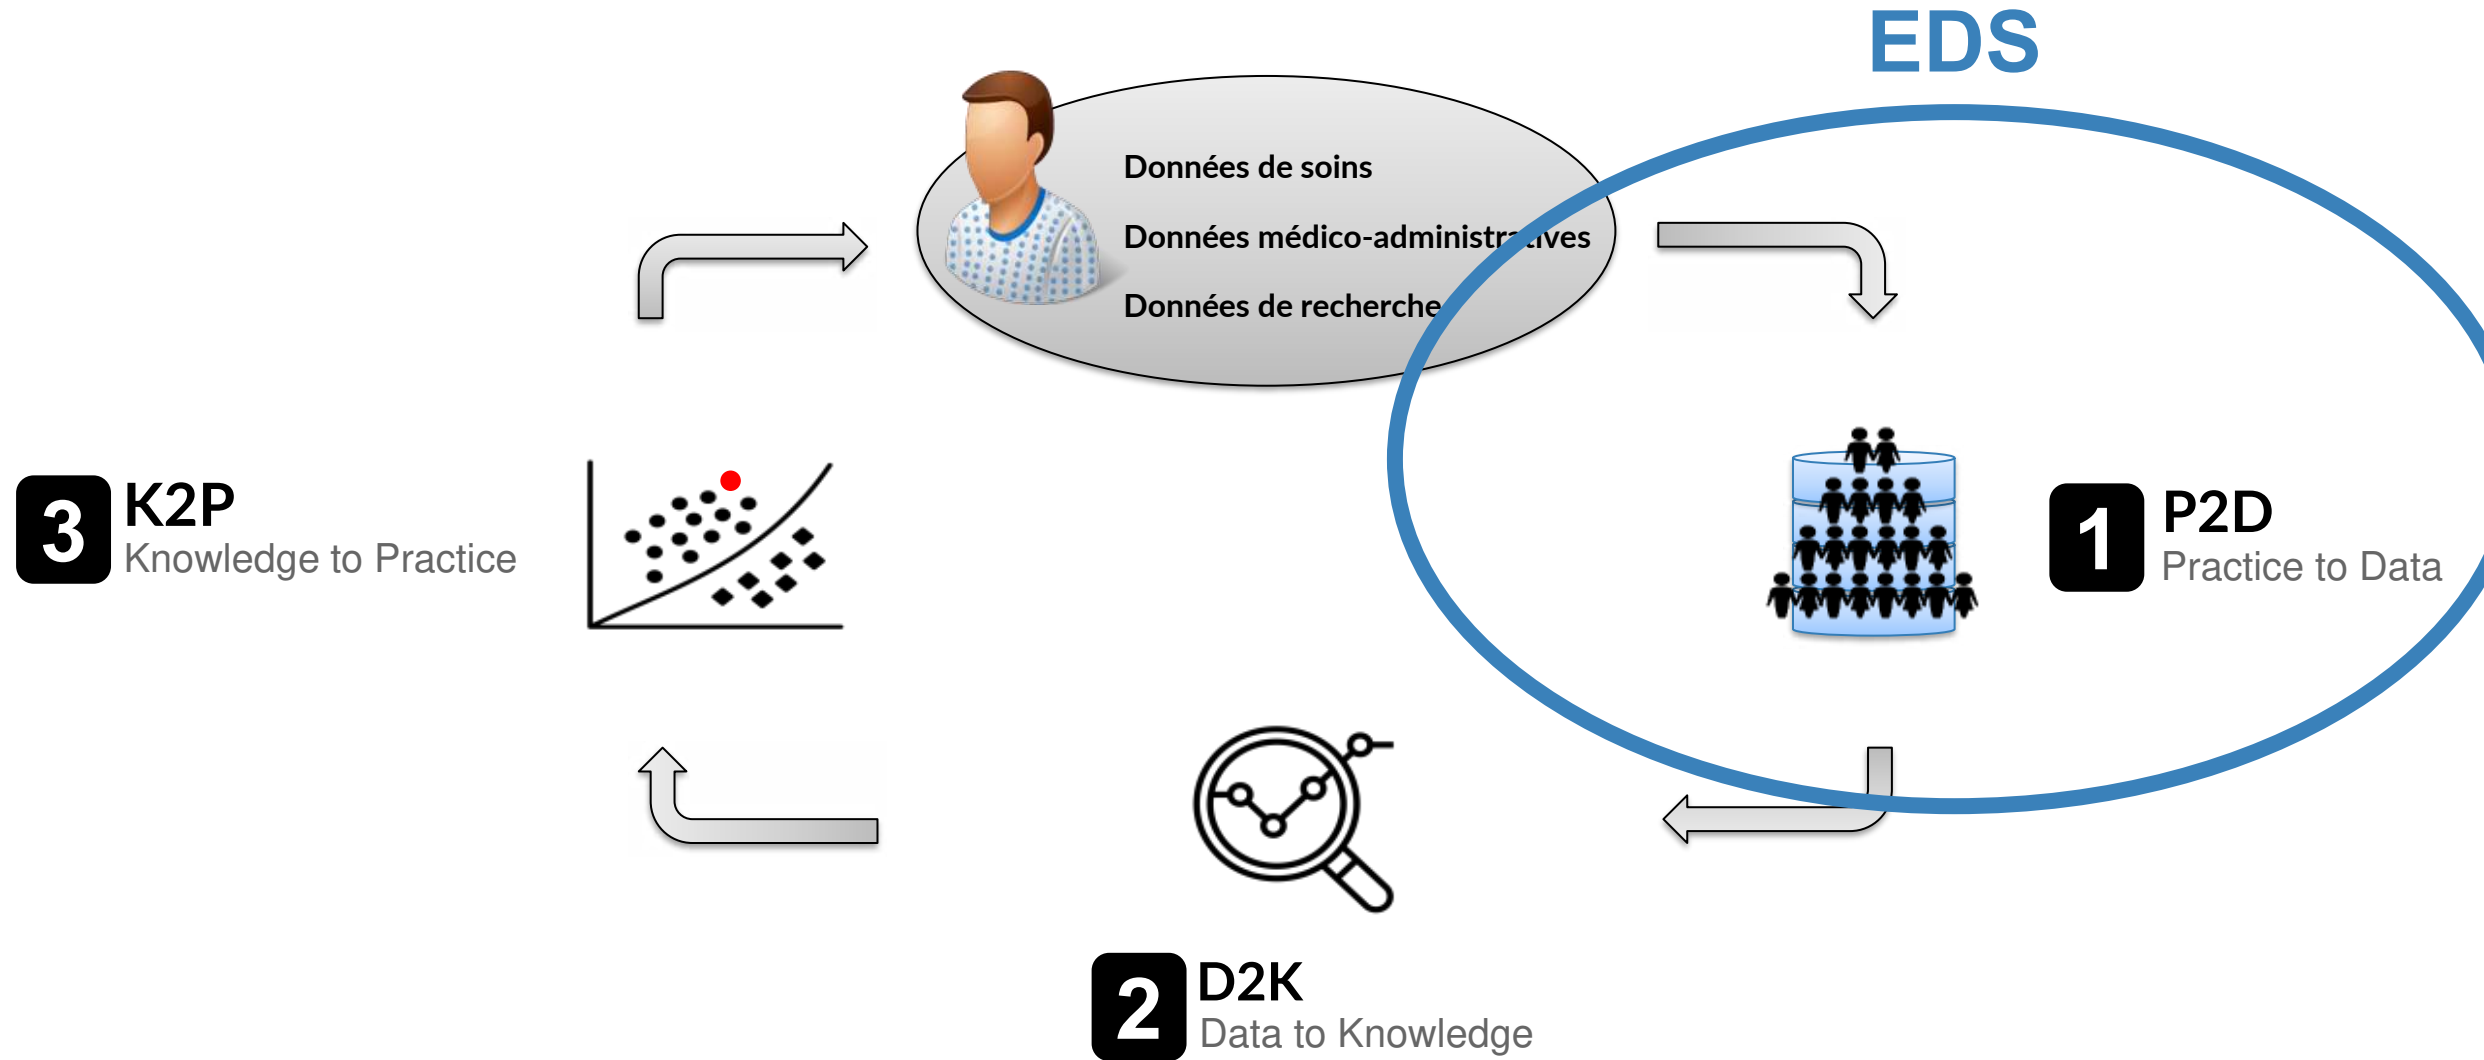 EDS
Données de soins
Données médico-administratives
Données de recherche
3
K2P
Knowledge to Practice
1
P2D
Practice to Data
2
D2K
Data to Knowledge